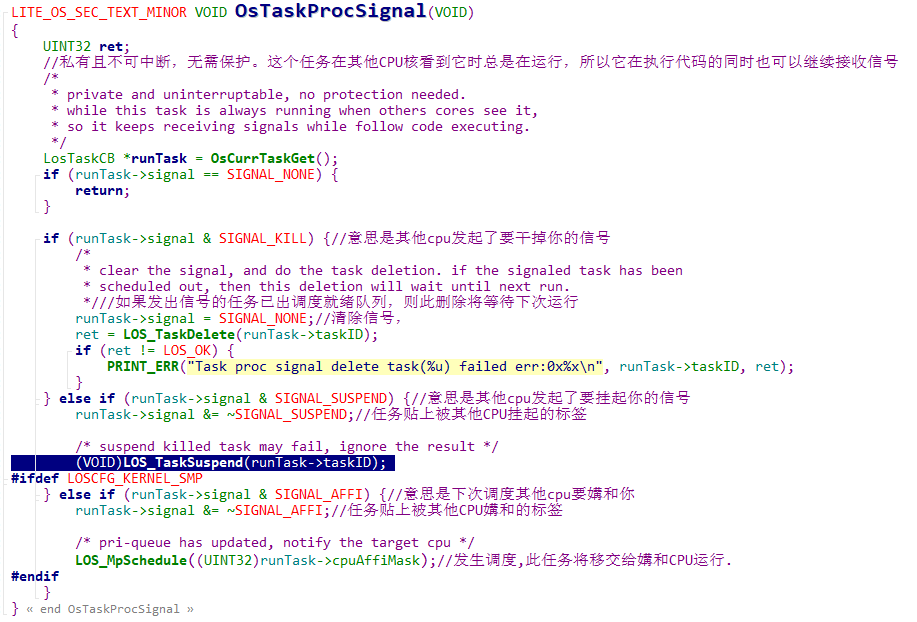 LITE_OS_SEC_TEXT_MINOR VOID OsTaskProcSignal(VOID)
{
    UINT32 ret;
    //私有且不可中断，无需保护。这个任务在其他CPU核看到它时总是在运行，所以它在执行代码的同时也可以继续接收信号
    /*
     * private and uninterruptable, no protection needed.
     * while this task is always running when others cores see it,
     * so it keeps receiving signals while follow code executing.
     */
    LosTaskCB *runTask = OsCurrTaskGet();
    if (runTask->signal == SIGNAL_NONE) {
        return;
    }
    if (runTask->signal & SIGNAL_KILL) {//意思是其他cpu发起了要干掉你的信号
        /*
         * clear the signal, and do the task deletion. if the signaled task has been
         * scheduled out, then this deletion will wait until next run.
         *///如果发出信号的任务已出调度就绪队列，则此删除将等待下次运行
        runTask->signal = SIGNAL_NONE;//清除信号，
        ret = LOS_TaskDelete(runTask->taskID);
        if (ret != LOS_OK) {
            PRINT_ERR("Task proc signal delete task(%u) failed err:0x%x\n", runTask->taskID, ret);
        }
    } else if (runTask->signal & SIGNAL_SUSPEND) {//意思是其他cpu发起了要挂起你的信号
        runTask->signal &= ~SIGNAL_SUSPEND;//任务贴上被其他CPU挂起的标签
        /* suspend killed task may fail, ignore the result */
        (VOID)LOS_TaskSuspend(runTask->taskID);
#ifdef LOSCFG_KERNEL_SMP
    } else if (runTask->signal & SIGNAL_AFFI) {//意思是下次调度其他cpu要媾和你
        runTask->signal &= ~SIGNAL_AFFI;//任务贴上被其他CPU媾和的标签
        /* pri-queue has updated, notify the target cpu */
        LOS_MpSchedule((UINT32)runTask->cpuAffiMask);//发生调度,此任务将移交给媾和CPU运行.
#endif
    }
} « end OsTaskProcSignal »